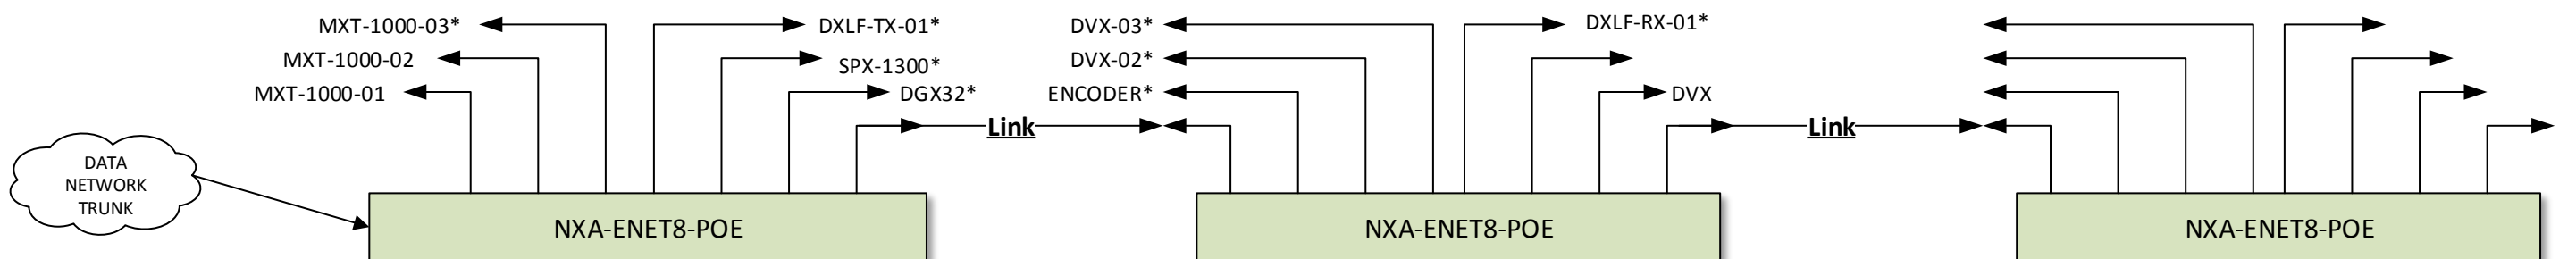 MXT-1000-03*
DXLF-TX-01*
DVX-03*
DXLF-RX-01*
MXT-1000-02
SPX-1300*
DVX-02*
MXT-1000-01
DGX32*
ENCODER*
DVX
Link
Link
DATA
NETWORK
TRUNK
NXA-ENET8-POE
NXA-ENET8-POE
NXA-ENET8-POE